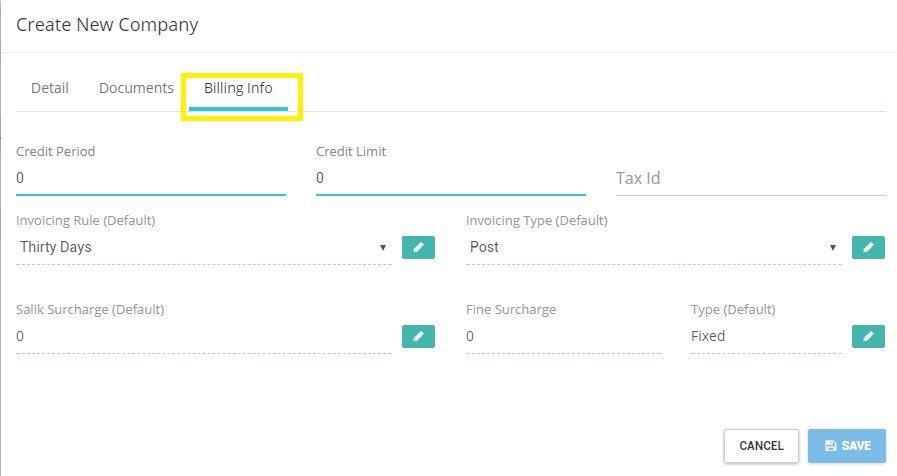 Create New Company
Detail Documents Billing Info
Credit Period Credit Limit
0 0 Tax Id
Invoicing Rule (Default) Invoicing Type (Default)
Thirty Days Post
Salik Surcharge (Default) Fine Surcharge Type (Default)
0 0 Fixed
CANCEL SAVE